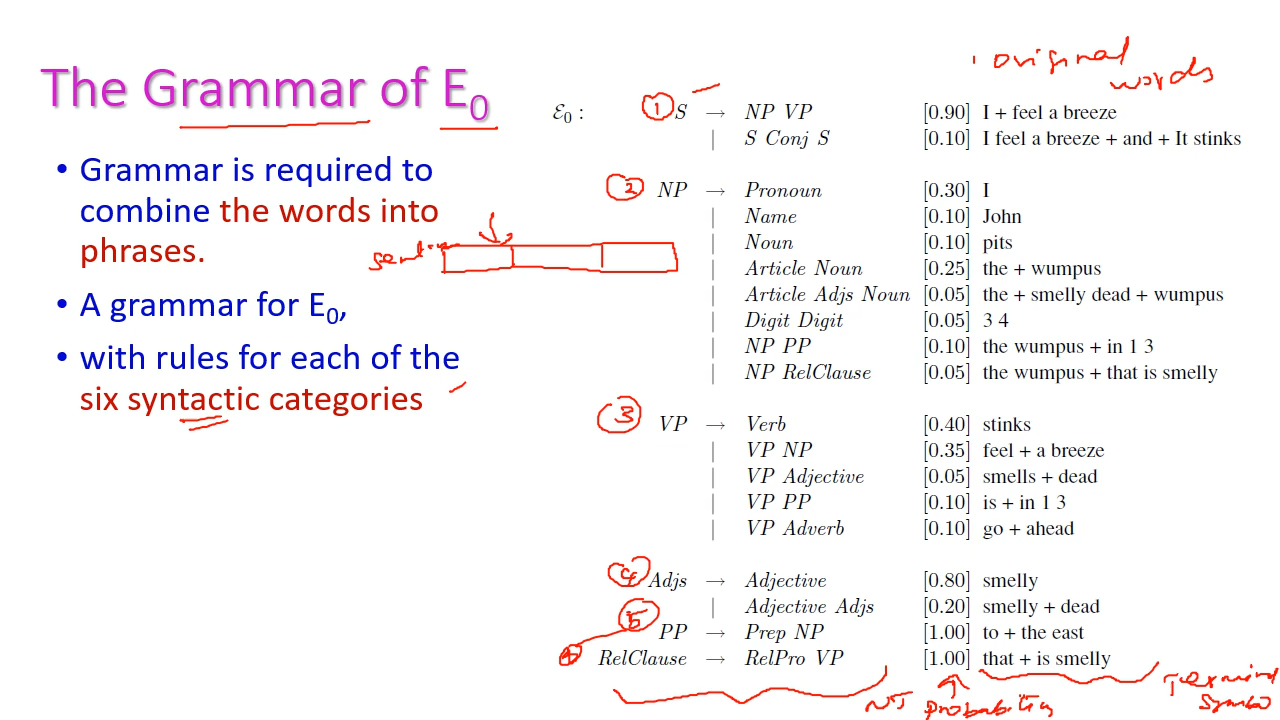 The Grammar of E0
• Grammar is required to
combine the words into
phrases.
• A grammar for E0,
• with rules for each of the
six syntactic categories
original
words
ℰ0 : 1 S → NP VP [0.90] I + feel a breeze
| S Conj S [0.10] I feel a breeze + and + It stinks
2 NP → Pronoun [0.30] I
| Name [0.10] John
| Noun [0.10] pits
| Article Noun [0.25] the + wumpus
| Article Adjs Noun [0.05] the + smelly dead + wumpus
| Digit Digit [0.05] 3 4
| NP PP [0.10] the wumpus + in 1 3
| NP RelClause [0.05] the wumpus + that is smelly
3 VP → Verb [0.40] stinks
| VP NP [0.35] feel + a breeze
| VP Adjective [0.05] smells + dead
| VP PP [0.10] is + in 1 3
| VP Adverb [0.10] go + ahead
4 Adjs → Adjective [0.80] smelly
| Adjective Adjs [0.20] smelly + dead
5 PP → Prep NP [1.00] to + the east
RelClause → RelPro VP [1.00] that + is smelly
NT